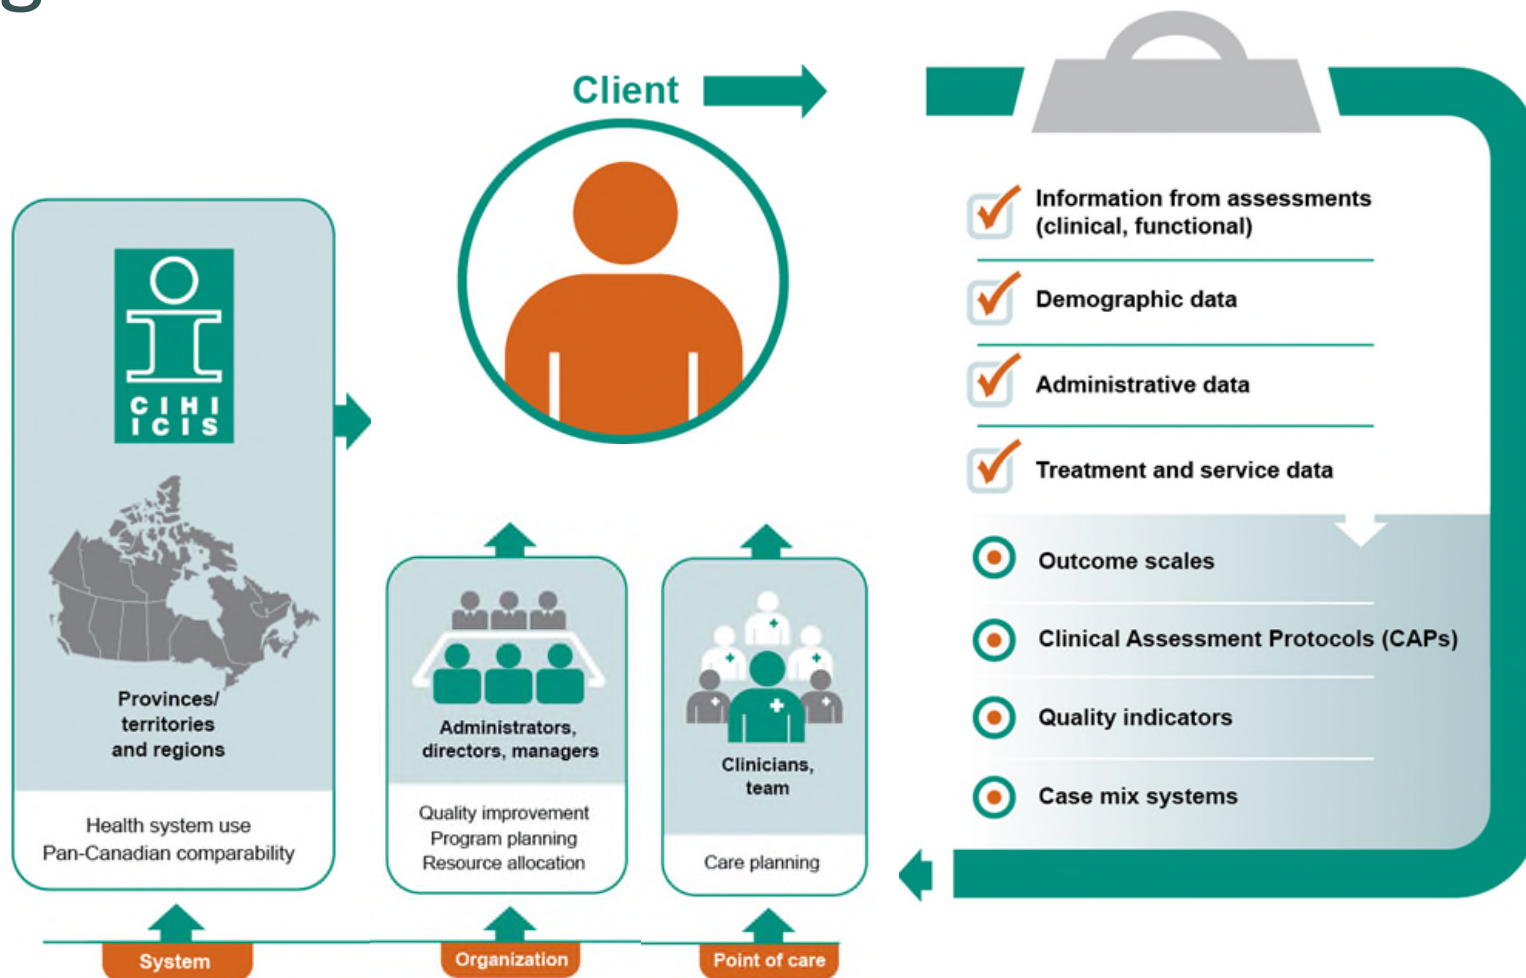 g
Client
Information from assessments
(clinical, functional)
Demographic data
Administrative data
Treatment and service data
Outcome scales
Clinical Assessment Protocols (CAPs)
Quality indicators
Case mix systems
CIHI
ICIS
Provinces/
territories
and regions
Health system use
Pan-Canadian comparability
Administrators,
directors, managers
Quality improvement
Program planning
Resource allocation
Clinicians,
team
Care planning
System
Organization
Point of care